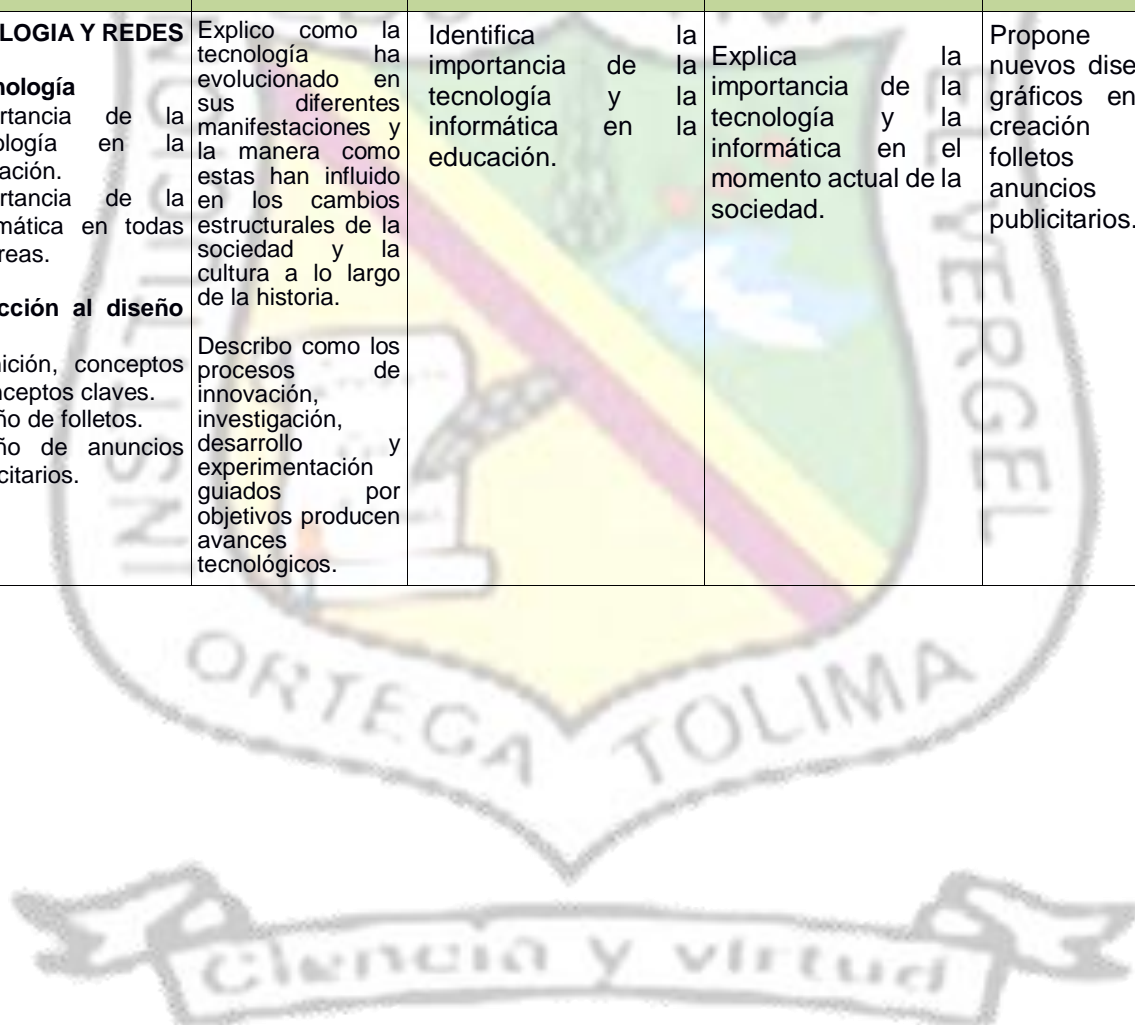 LOGIA Y REDES
nología
rtancia de la
ología en la
ación.
rtancia de la
mática en todas
reas.
cción al diseño
nición, conceptos
nceptos claves.
ño de folletos.
ño de anuncios
citarios.
Explico como la
tecnología ha
evolucionado en
sus diferentes
manifestaciones y
la manera como
estas han influido
en los cambios
estructurales de la
sociedad y la
cultura a lo largo
de la historia.
Describo como los
procesos de
innovación,
investigación,
desarrollo y
experimentación
guiados por
objetivos producen
avances
tecnológicos.
Identifica la
importancia de la
tecnología y la
informática en la
educación.
Explica la
importancia de la
tecnología y la
informática en el
momento actual de la
sociedad.
Propone
nuevos dise
gráficos en
creación
folletos
anuncios
publicitarios.
EL VERGEL
ORTEGA TOLIMA
Ciencia y virtud